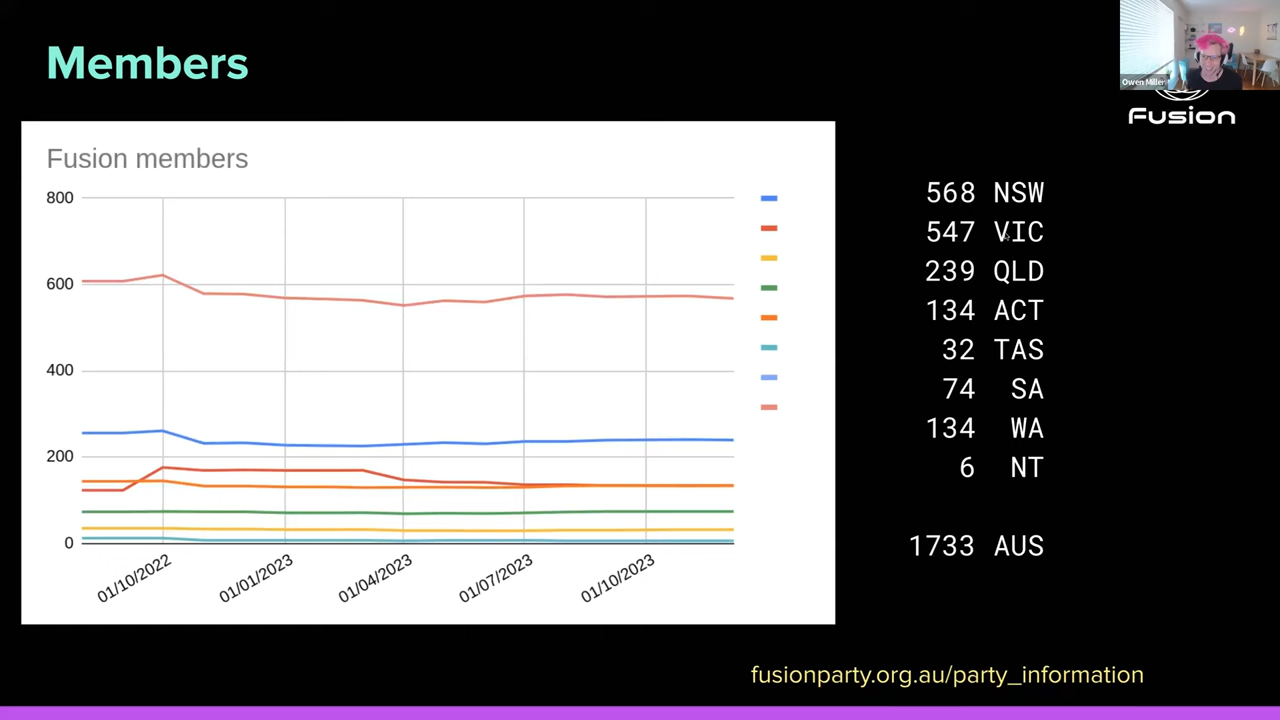 Members
Owen Miller
Fusion
Fusion members
800
600
400
200
0
01/10/2022
01/01/2023
01/04/2023
01/07/2023
01/10/2023
568 NSW
547 VIC
239 QLD
134 ACT
32 TAS
74 SA
134 WA
6 NT
1733 AUS
fusionparty.org.au/party_information